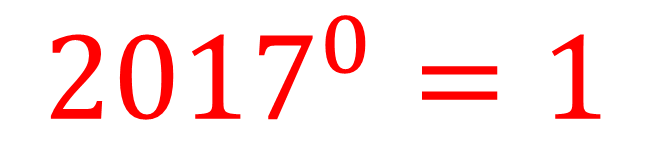 2017⁰ = 1